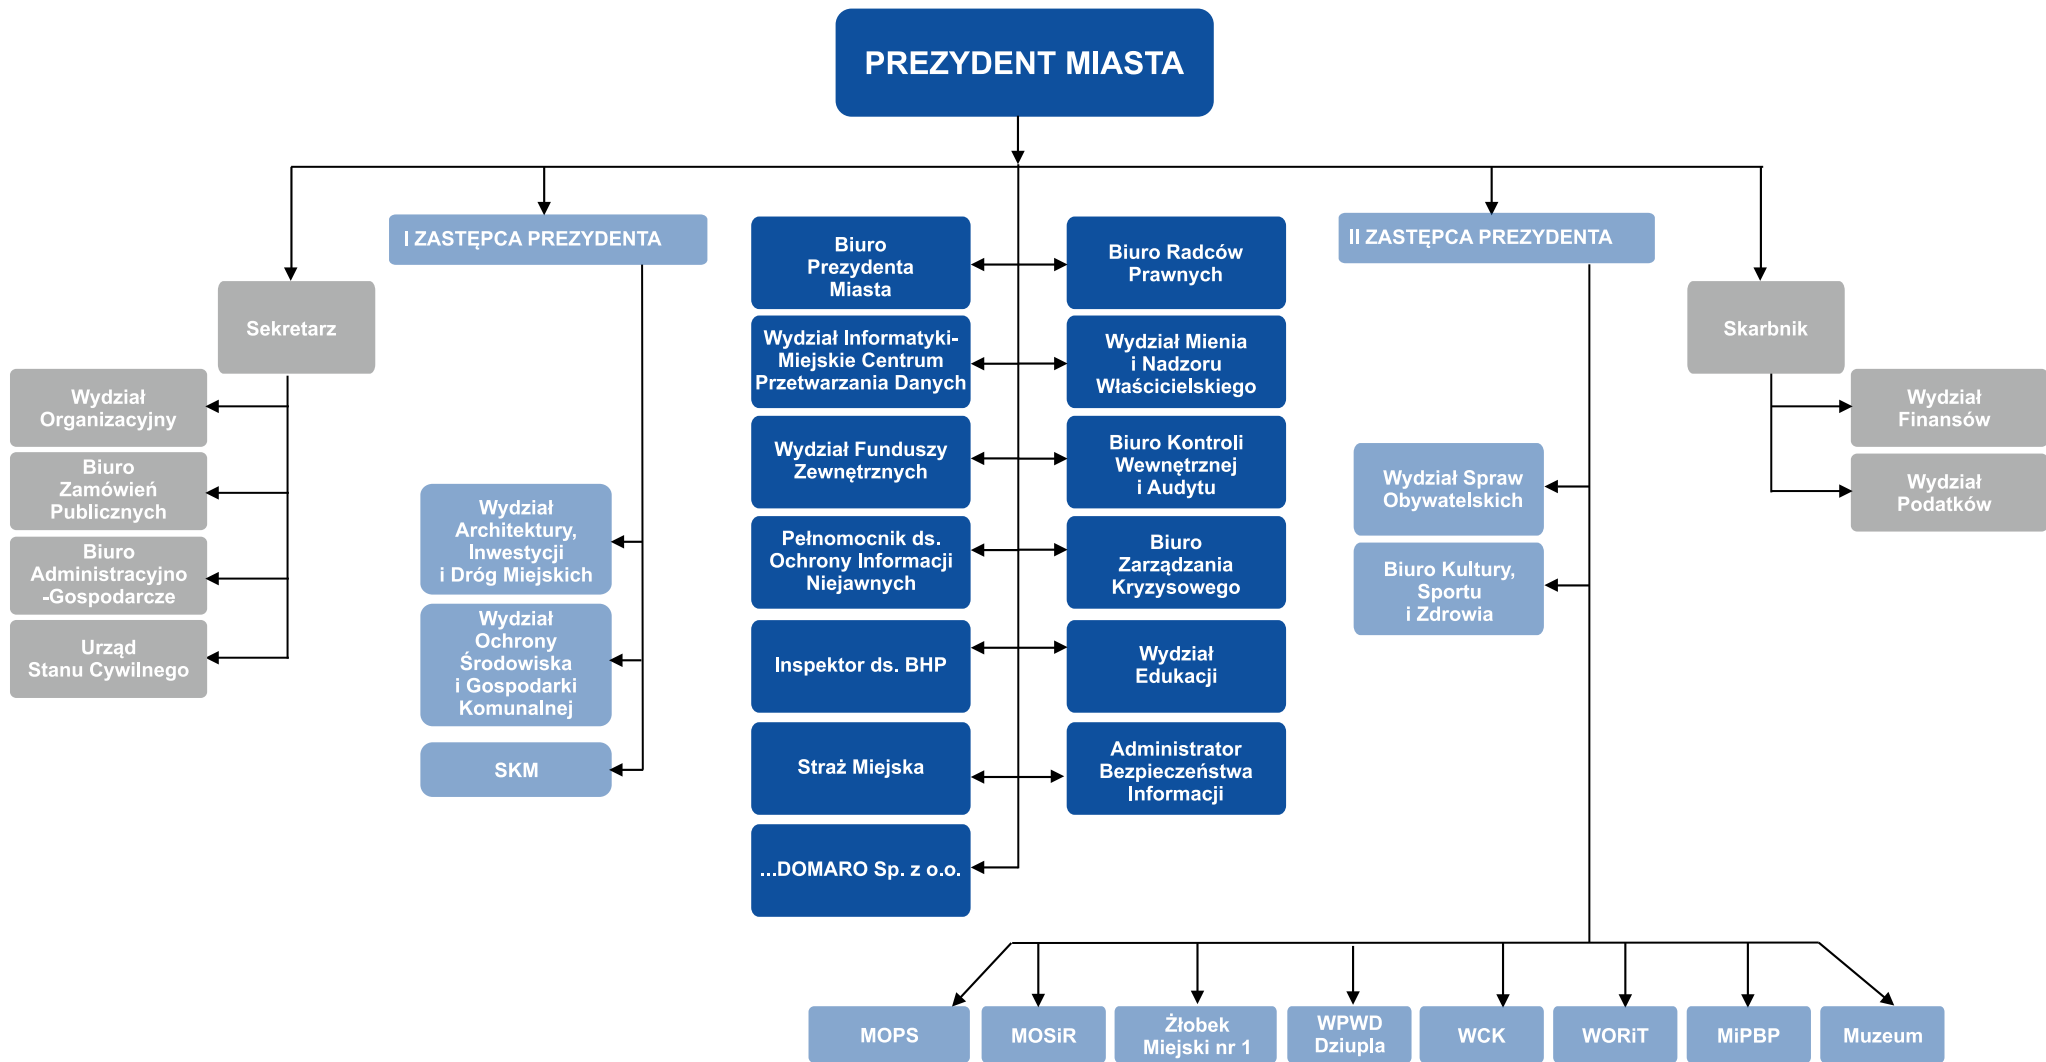 PREZYDENT MIASTA
I ZASTĘPCA PREZYDENTA
II ZASTĘPCA PREZYDENTA
Sekretarz
Skarbnik
Wydział
Organizacyjny
Biuro
Zamówień
Publicznych
Biuro
Administracyjno
-Gospodarcze
Urząd
Stanu Cywilnego
Wydział
Architektury,
Inwestycji
i Dróg Miejskich
Wydział
Ochrony
Środowiska
i Gospodarki
Komunalnej
SKM
Biuro
Prezydenta
Miasta
Biuro Radców
Prawnych
Wydział Informatyki-
Miejskie Centrum
Przetwarzania Danych
Wydział Mienia
i Nadzoru
Właścicielskiego
Wydział Funduszy
Zewnętrznych
Biuro Kontroli
Wewnętrznej
i Audytu
Pełnomocnik ds.
Ochrony Informacji
Niejawnych
Biuro
Zarządzania
Kryzysowego
Inspektor ds. BHP
Wydział
Edukacji
Straż Miejska
Administrator
Bezpieczeństwa
Informacji
...DOMARO Sp. z o.o.
Wydział Spraw
Obywatelskich
Biuro Kultury,
Sportu
i Zdrowia
Wydział
Finansów
Wydział
Podatków
MOPS
MOSiR
Żłobek
Miejski nr 1
WPWD
Dziupla
WCK
WORiT
MiPBP
Muzeum